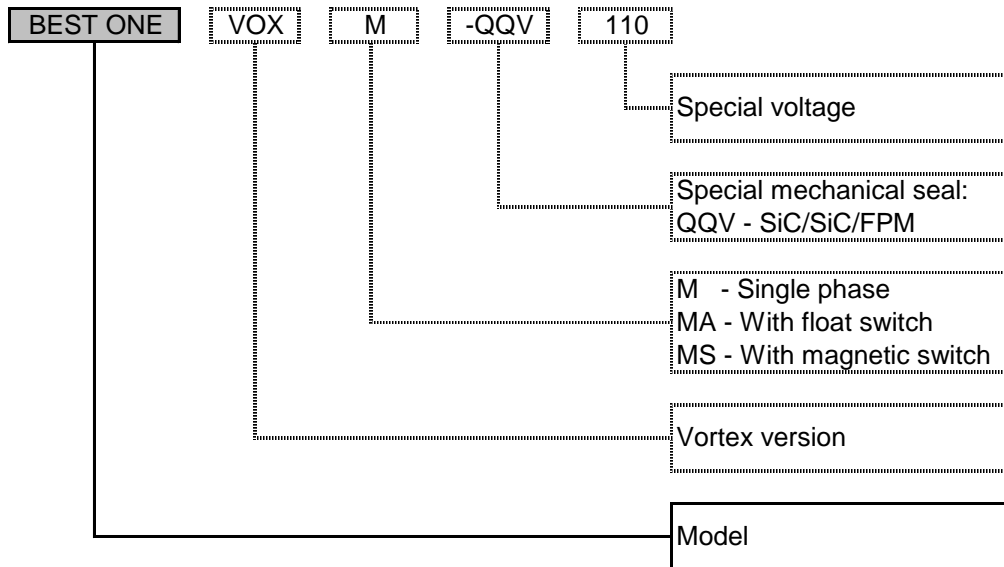 BEST ONE VOX M -QQV 110
Special voltage
Special mechanical seal:
QQV - SiC/SiC/FPM
M - Single phase
MA - With float switch
MS - With magnetic switch
Vortex version
Model